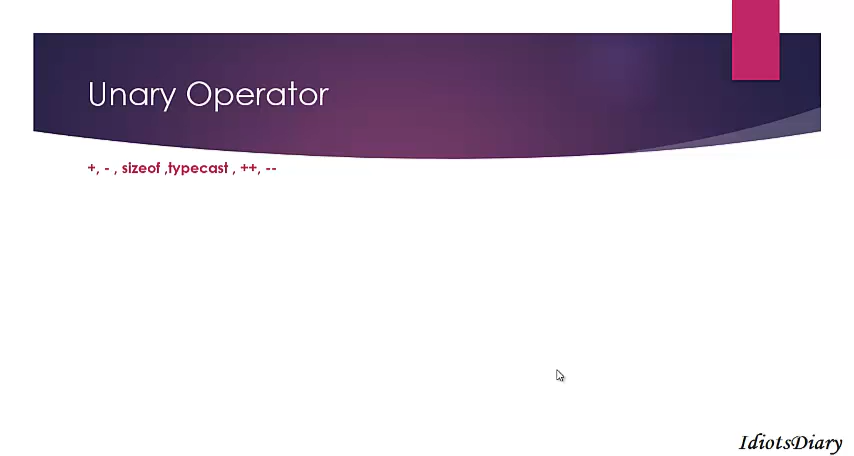 Unary Operator
+, - , sizeof ,typecast , ++, --
IdiotsDiary